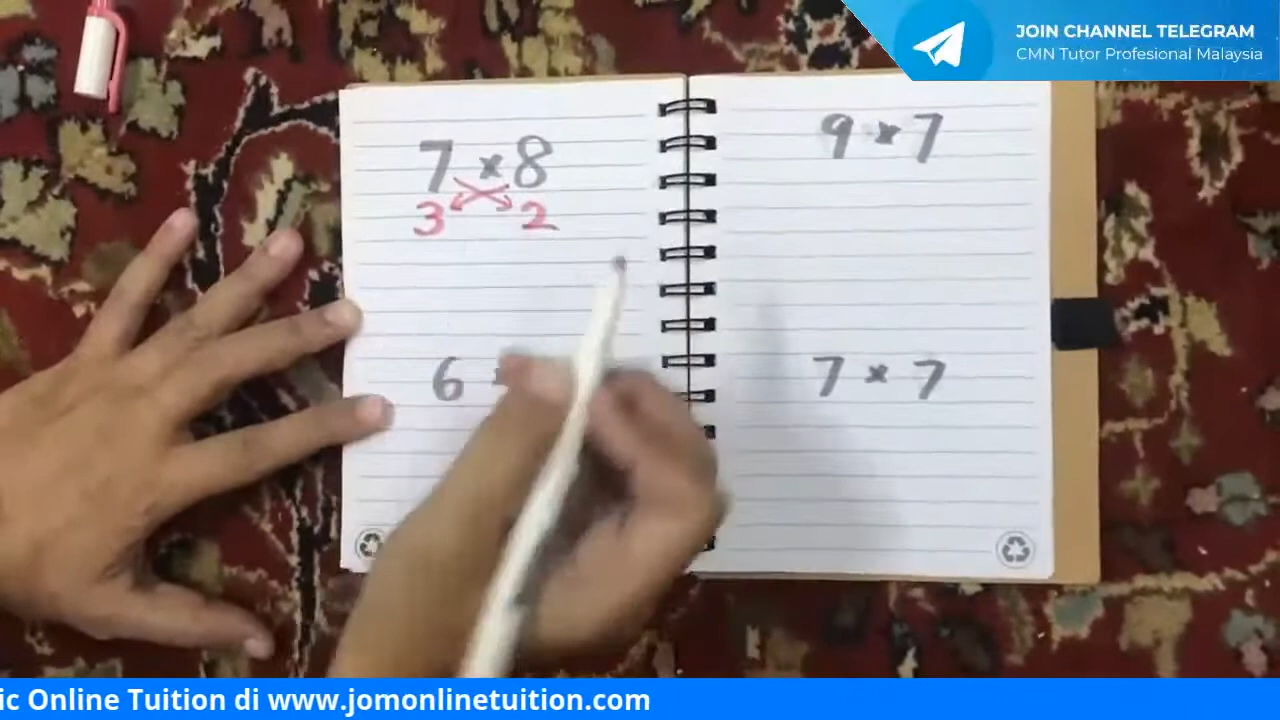 JOIN CHANNEL TELEGRAM
CMN Tutor Profesional Malaysia
7 × 8
3 2
6
9 × 7
7 × 7
ic Online Tuition di www.jomonlinetuition.com